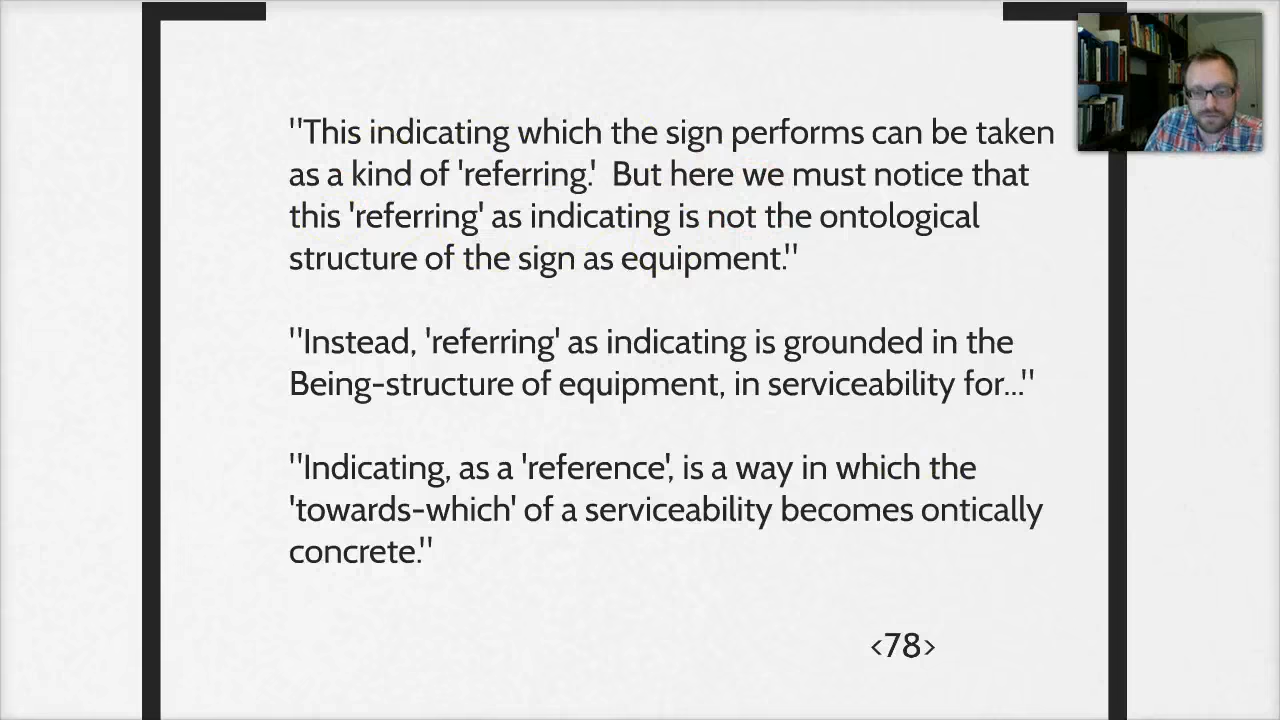 "This indicating which the sign performs can be taken
as a kind of 'referring.' But here we must notice that
this 'referring' as indicating is not the ontological
structure of the sign as equipment."
"Instead, 'referring' as indicating is grounded in the
Being-structure of equipment, in serviceability for..."
"Indicating, as a 'reference', is a way in which the
'towards-which' of a serviceability becomes ontically
concrete."
<78>